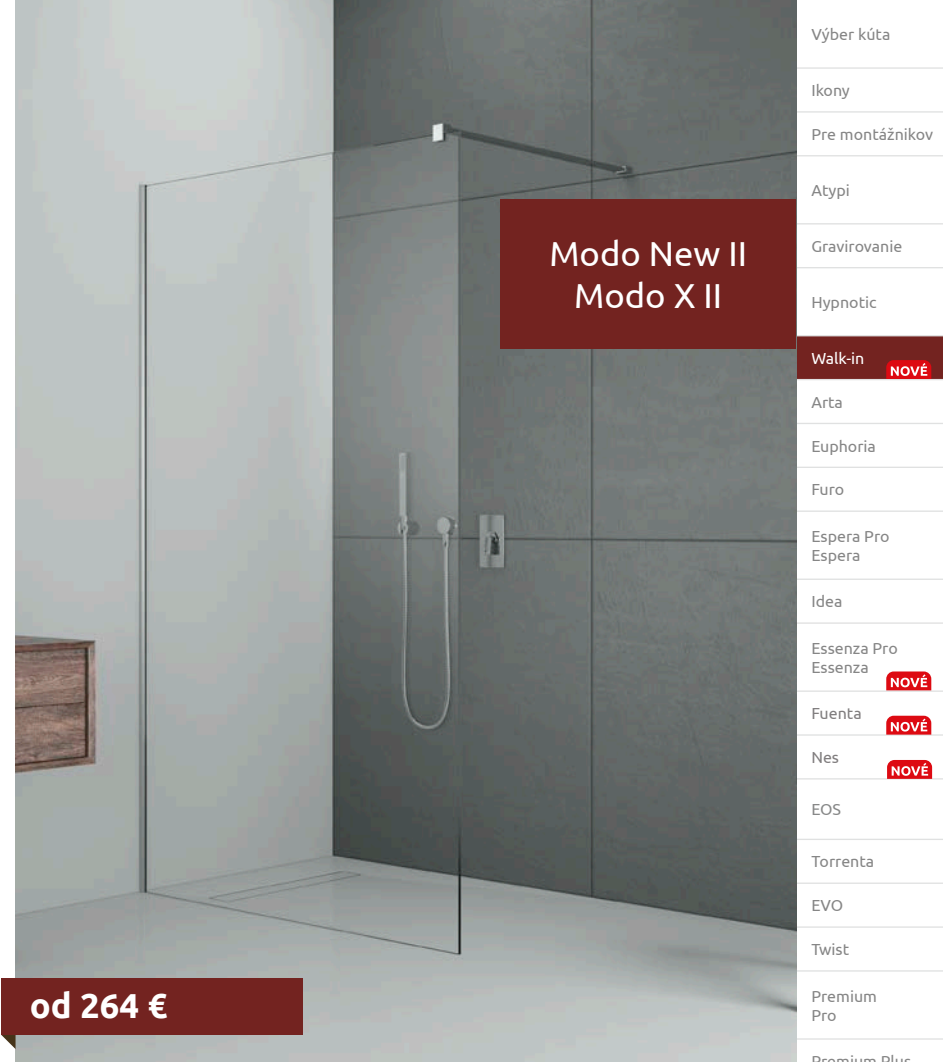 Modo New II
Modo X II
od 264 €
Výber kúta
Ikony
Pre montážnikov
Atypi
Gravirovanie
Hypnotic
Walk-in
NOVÉ
Arta
Euphoria
Furo
Espera Pro
Espera
Idea
Essenza Pro
Essenza
NOVÉ
Fuenta
NOVÉ
Nes
NOVÉ
EOS
Torrenta
EVO
Twist
Premium
Pro
Premium Plus